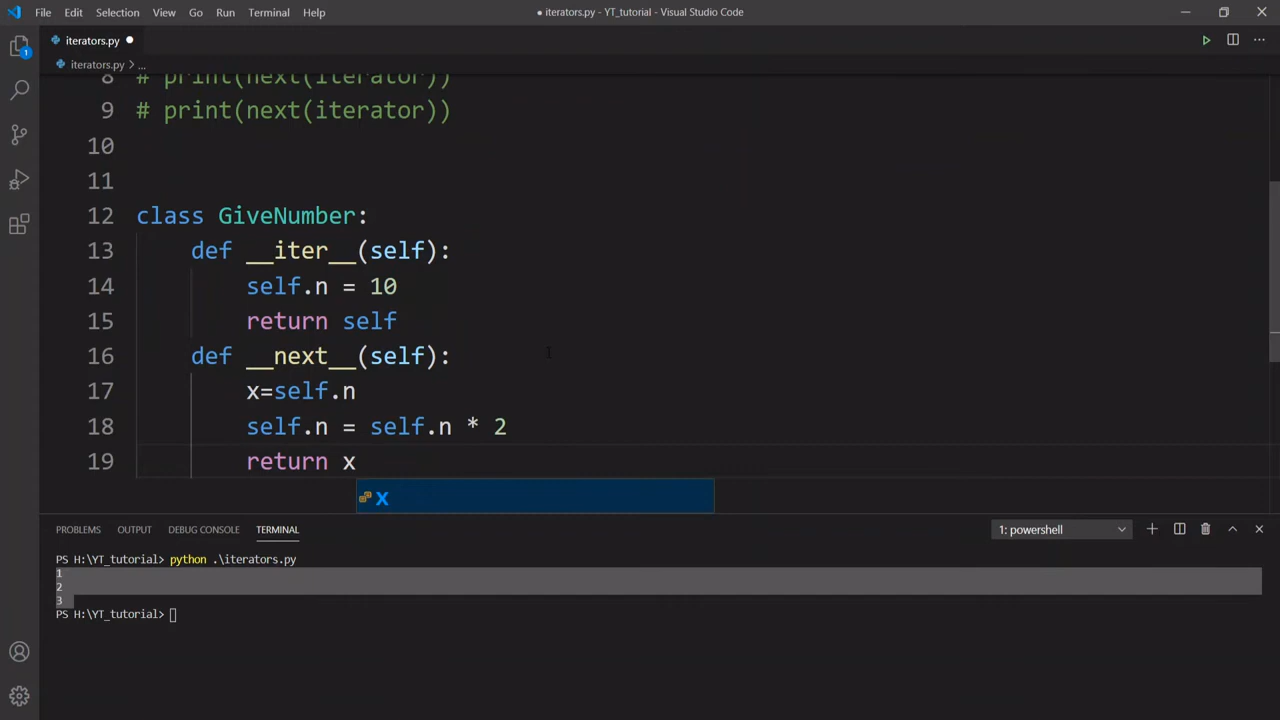 File Edit Selection View Go Run Terminal Help
● iterators.py - YT_tutorial - Visual Studio Code
iterators.py ●
iterators.py > ...
1
8 # print(next(iterator))
9 # print(next(iterator))
10
11
12 class GiveNumber:
13 def __iter__(self):
14 self.n = 10
15 return self
16 def __next__(self):
17 x=self.n
18 self.n = self.n * 2
19 return x
x
PROBLEMS OUTPUT DEBUG CONSOLE TERMINAL 1: powershell
PS H:\YT_tutorial> python .\iterators.py
1
2
3
PS H:\YT_tutorial>